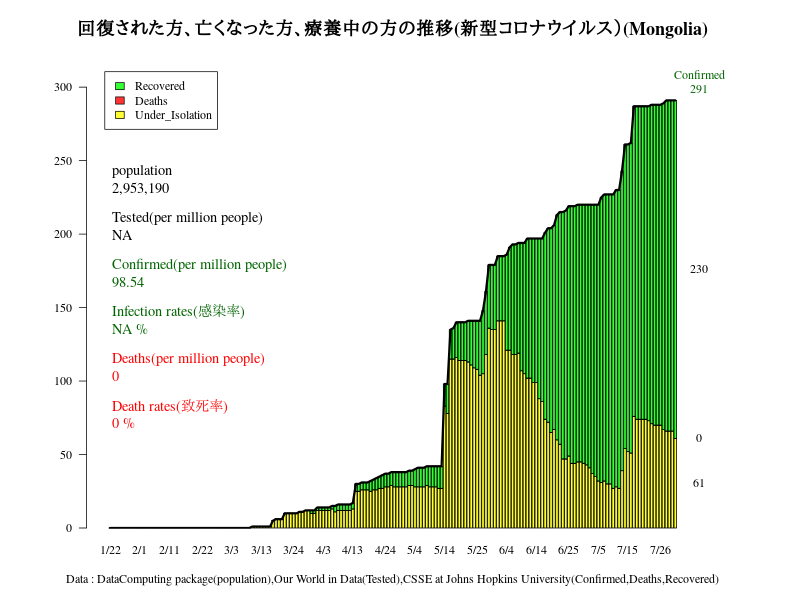 回復された方、亡くなった方、療養中の方の推移(新型コロナウイルス）(Mongolia)
Confirmed
291
Recovered
Deaths
Under_Isolation
population
2,953,190
Tested(per million people)
NA
Confirmed(per million people)
98.54
Infection rates(感染率)
NA %
Deaths(per million people)
0
Death rates(致死率)
0 %
300
250
200
150
100
50
0
230
0
61
1/22 2/1 2/11 2/22 3/3 3/13 3/24 4/3 4/13 4/24 5/4 5/14 5/25 6/4 6/14 6/25 7/5 7/15 7/26
Data : DataComputing package(population),Our World in Data(Tested),CSSE at Johns Hopkins University(Confirmed,Deaths,Recovered)